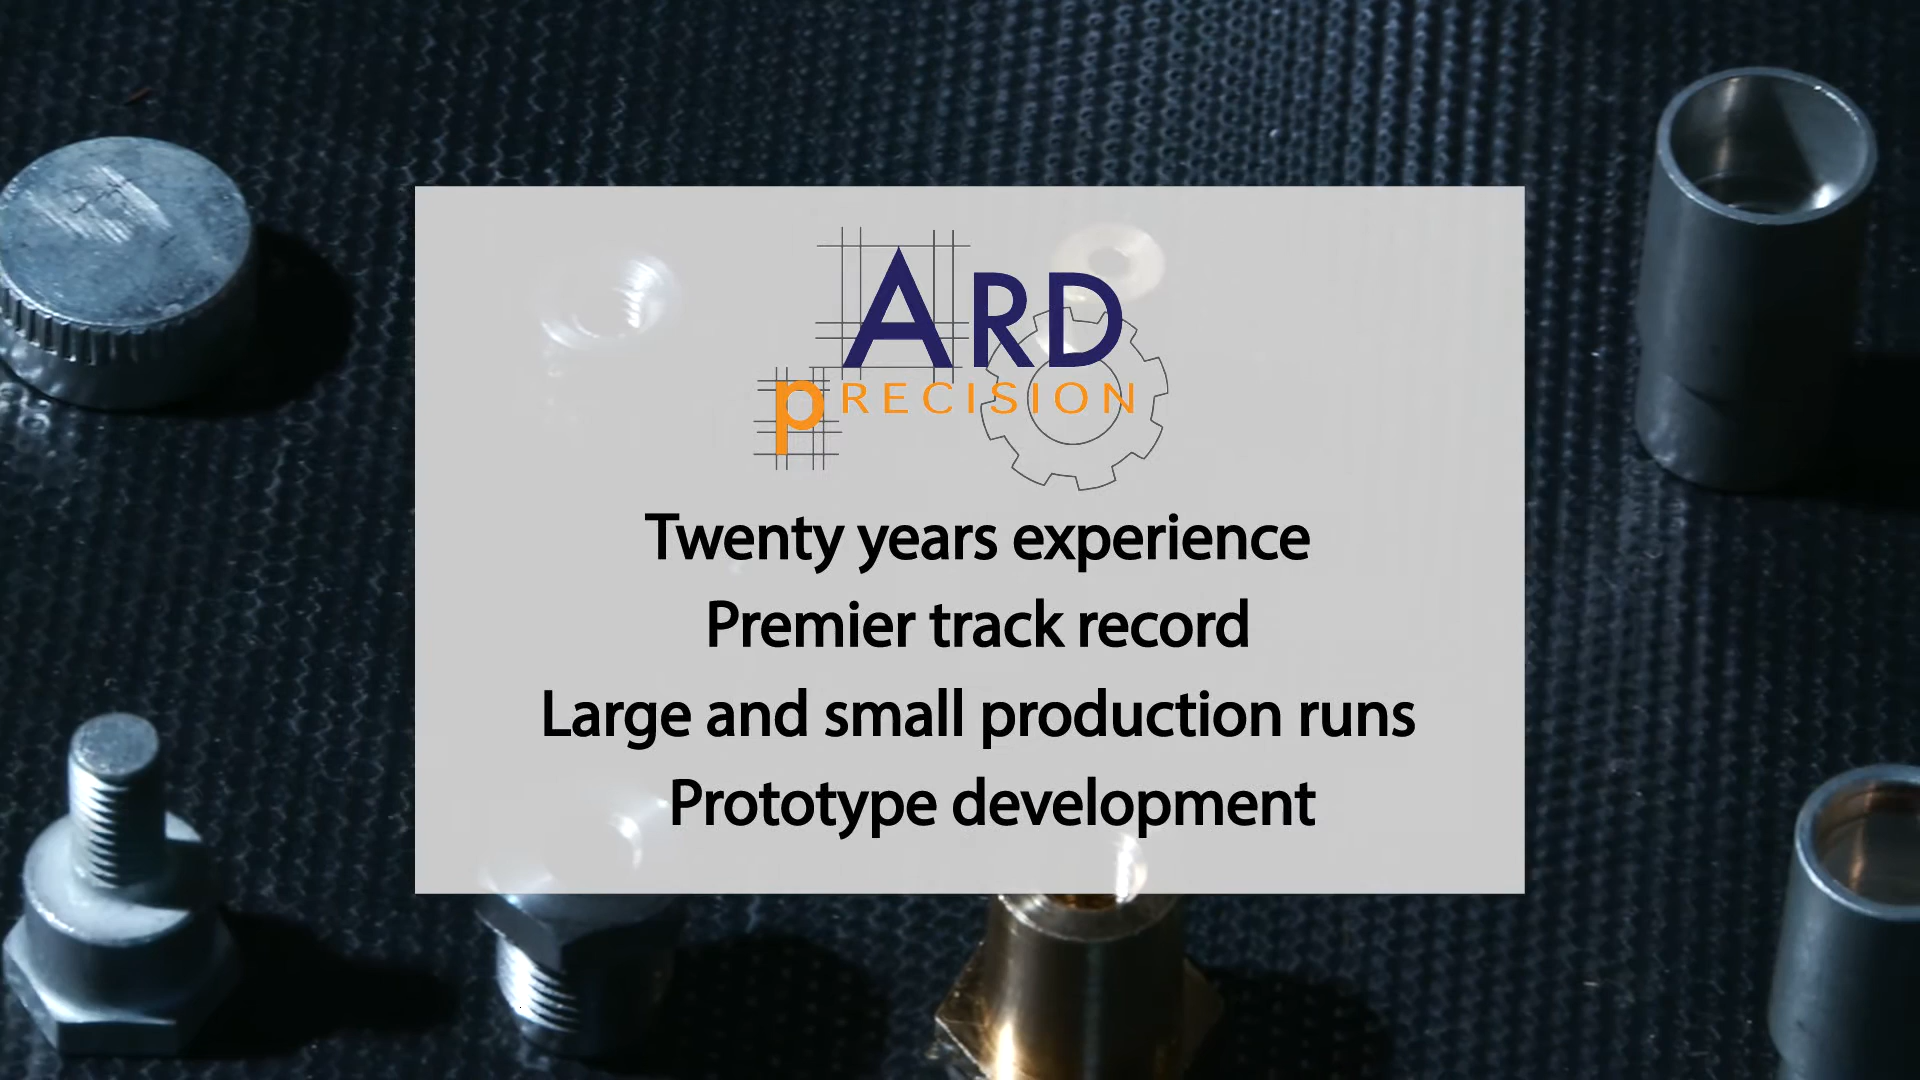 ARD
PRECISION
Twenty years experience
Premier track record
Large and small production runs
Prototype development